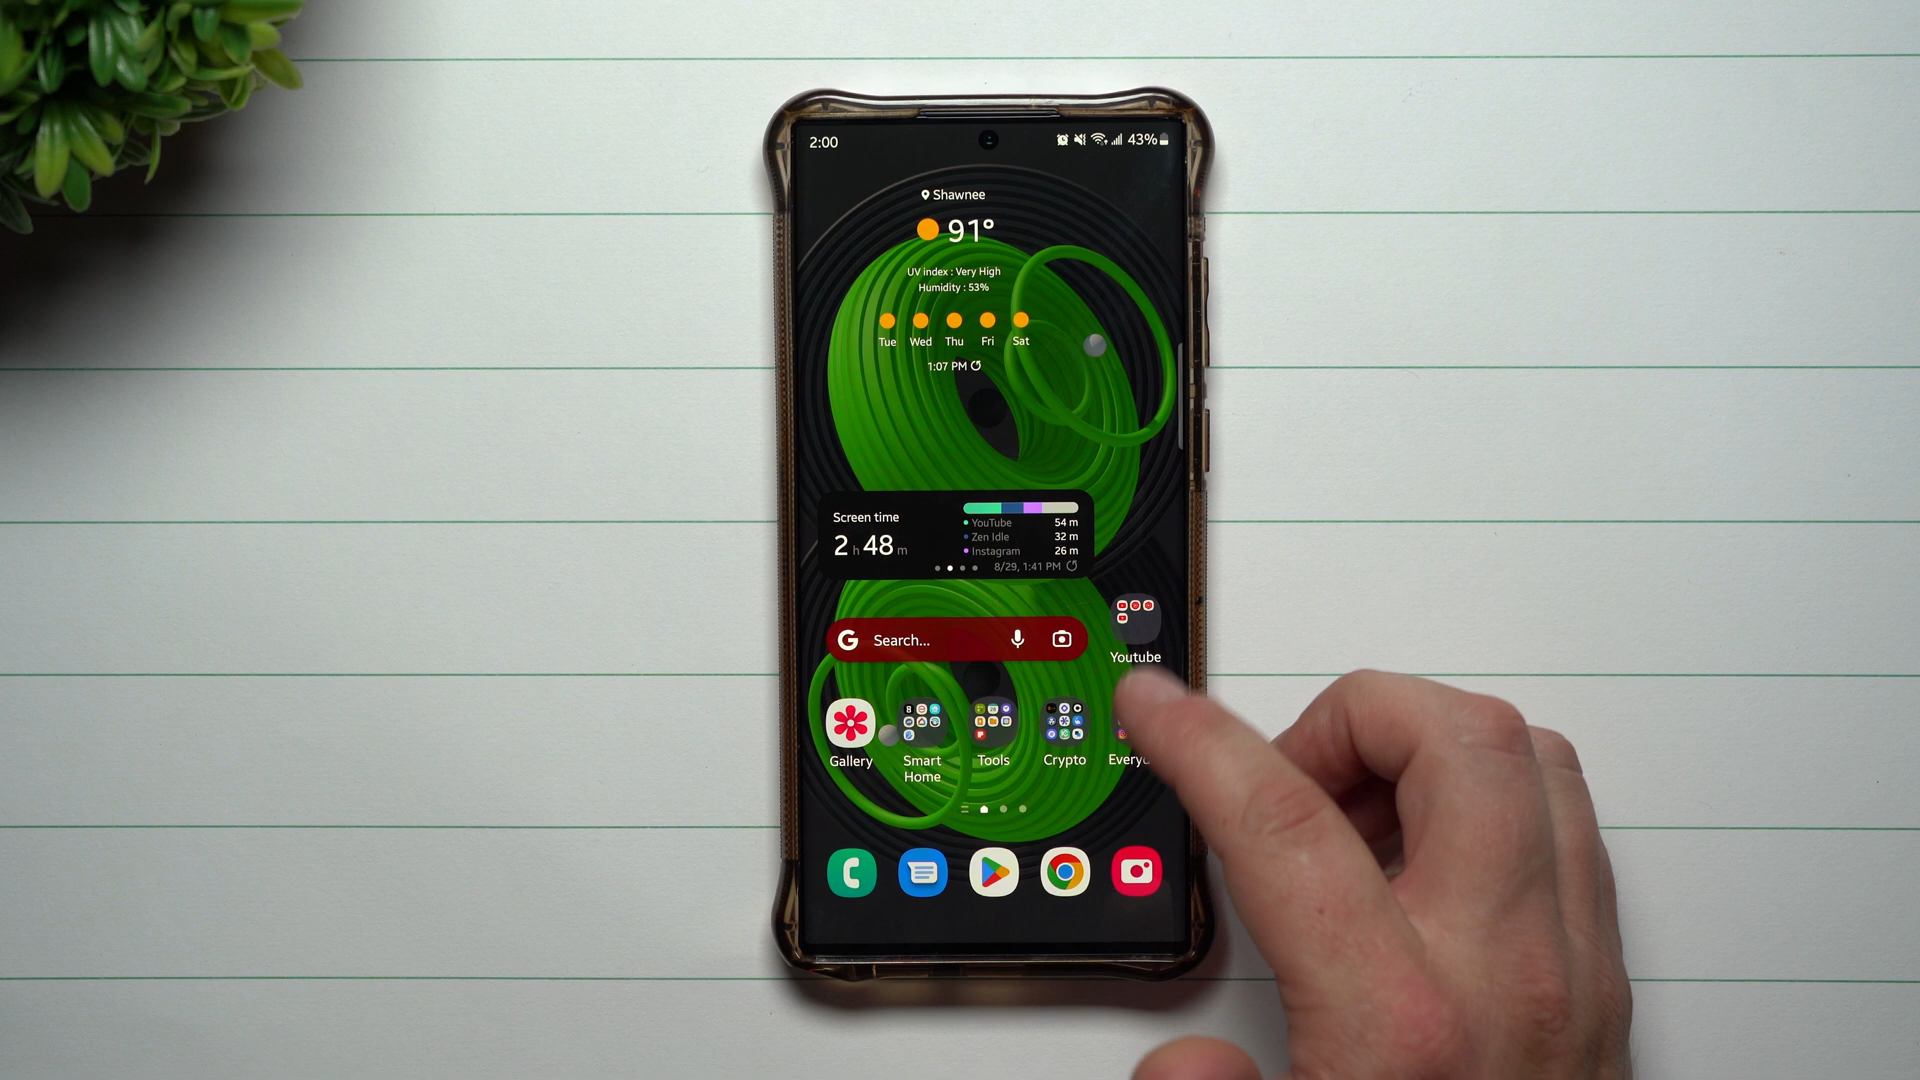 2:00 43%
Shawnee
91°
UV index : Very High
Humidity : 53%
Tue Wed Thu Fri Sat
1:07 PM
Screen time
2 h 48 m
YouTube 54 m
Zen Idle 32 m
Instagram 26 m
8/29, 1:41 PM
G Search...
Youtube
Gallery Smart Home Tools Crypto Everyd